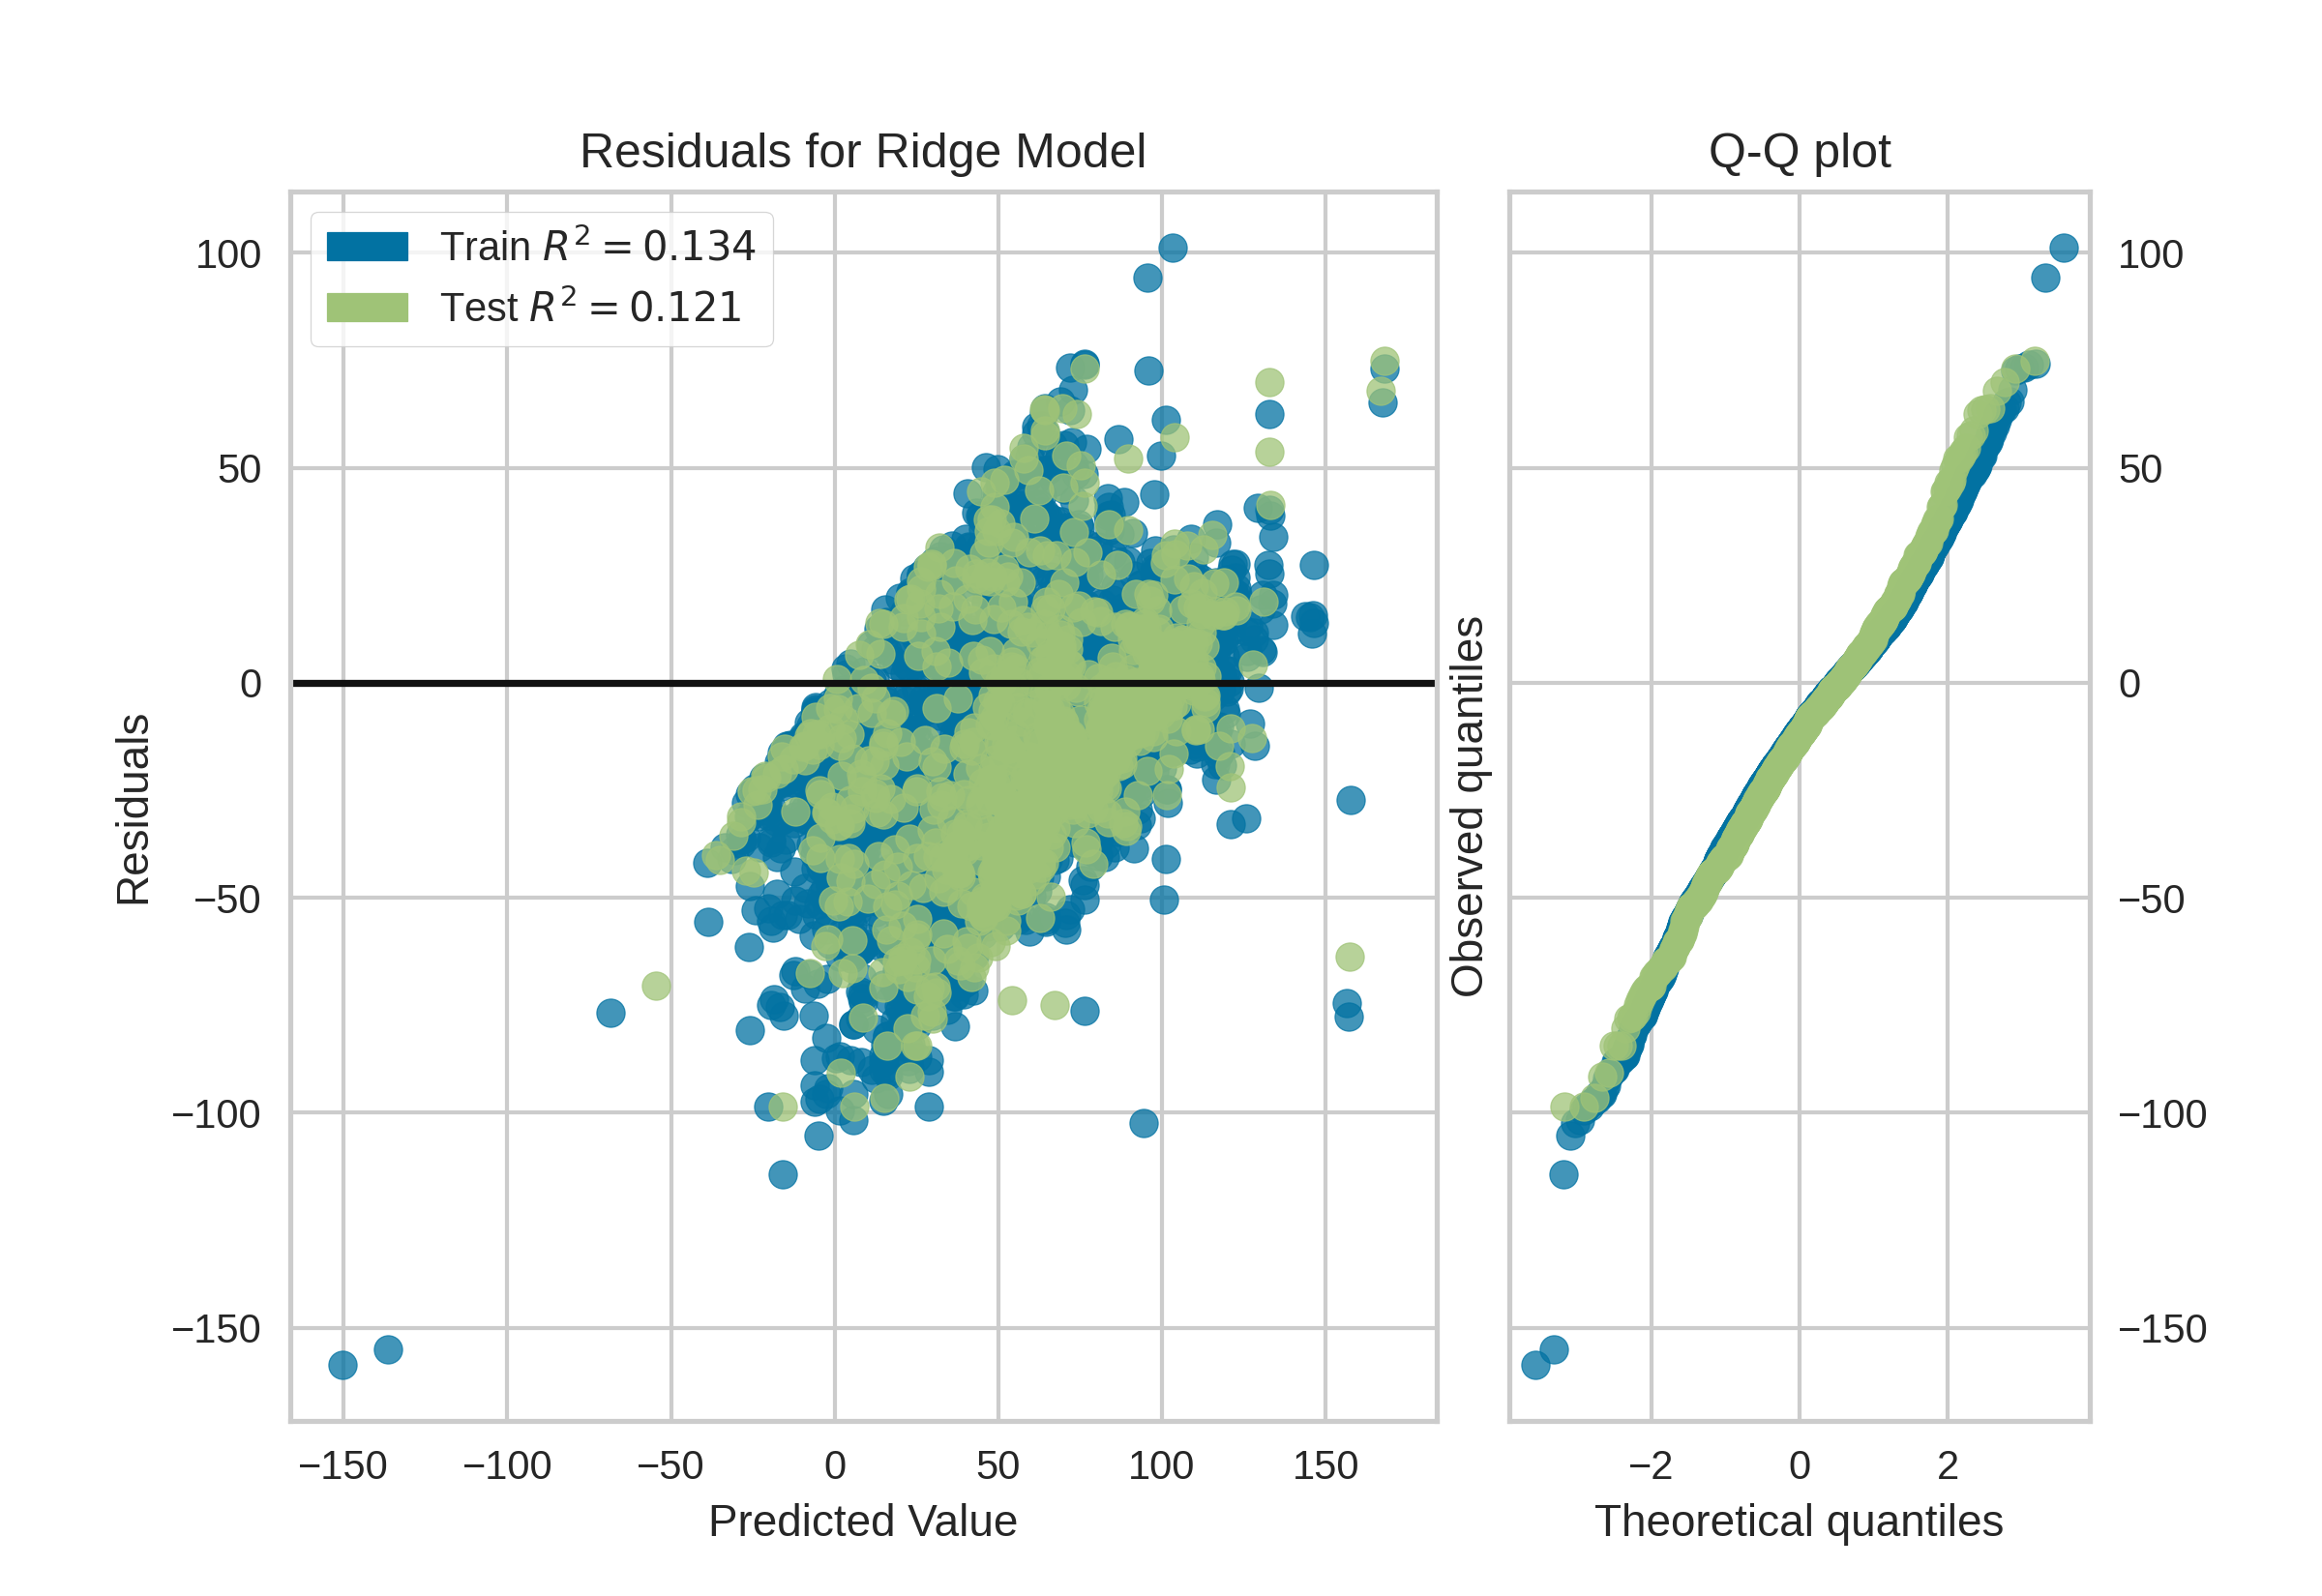 Residuals for Ridge Model
Train R² = 0.134
Test R² = 0.121
100
50
0
−50
−100
−150
Residuals
−150
−100
−50
0
50
100
150
Predicted Value
Q-Q plot
Observed quantiles
100
50
0
−50
−100
−150
−2
0
2
Theoretical quantiles